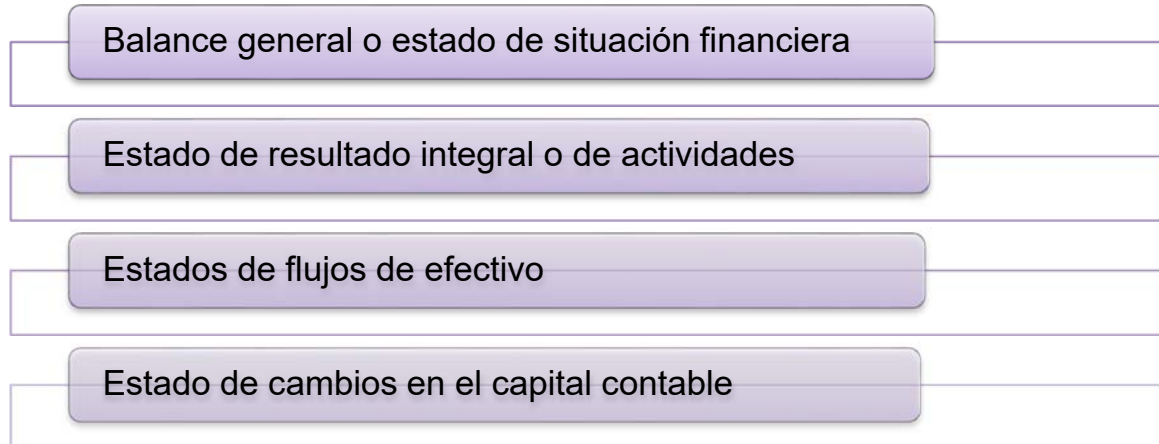 Balance general o estado de situación financiera
Estado de resultado integral o de actividades
Estados de flujos de efectivo
Estado de cambios en el capital contable